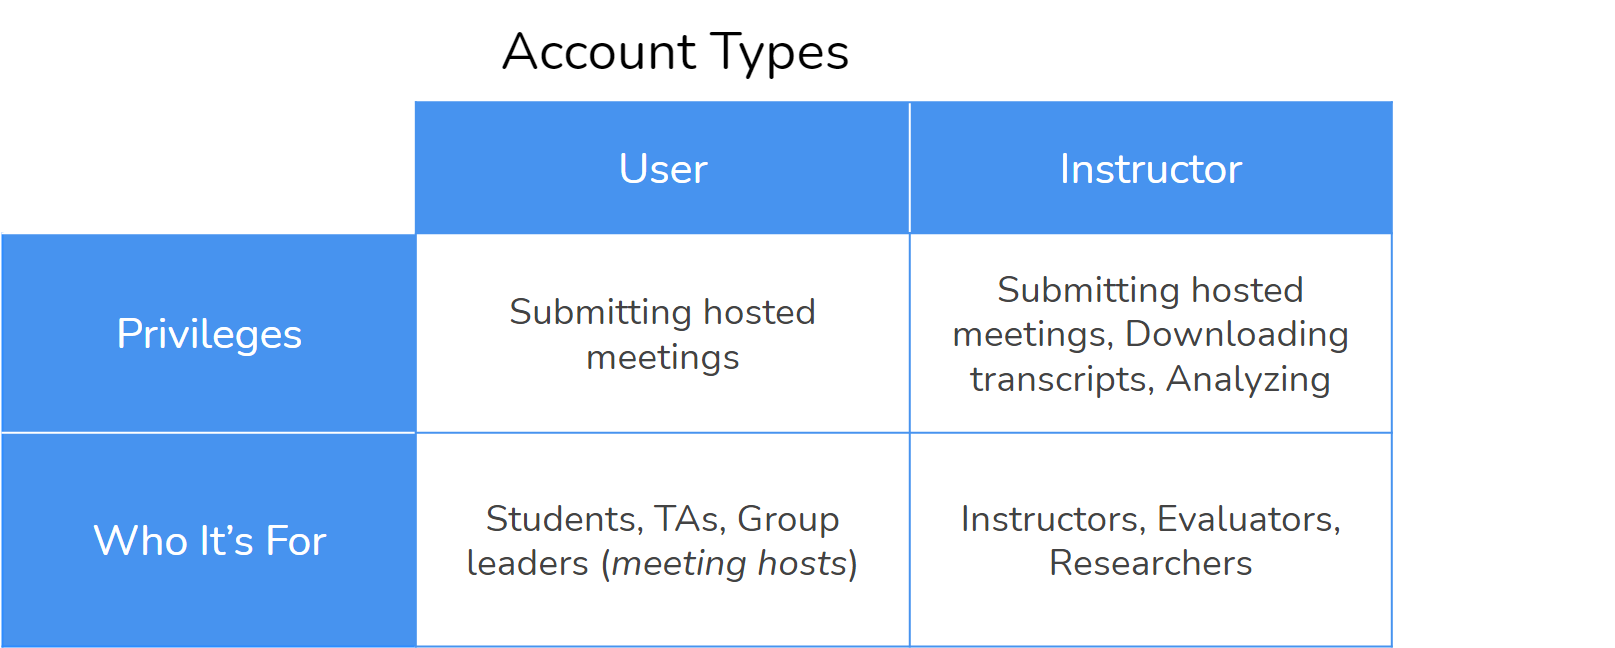 Account Types
User
Instructor
Privileges
Submitting hosted
meetings
Submitting hosted
meetings, Downloading
transcripts, Analyzing
Who It’s For
Students, TAs, Group
leaders (meeting hosts)
Instructors, Evaluators,
Researchers